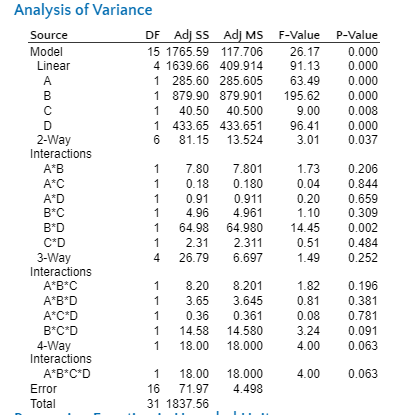 Analysis of Variance
Source DF Adj SS Adj MS F-Value P-Value
Model 15 1765.59 117.706 26.17 0.000
Linear 4 1639.66 409.914 91.13 0.000
A 1 285.60 285.605 63.49 0.000
B 1 879.90 879.901 195.62 0.000
C 1 40.50 40.500 9.00 0.008
D 1 433.65 433.651 96.41 0.000
2-Way 6 81.15 13.524 3.01 0.037
Interactions
A*B 1 7.80 7.801 1.73 0.206
A*C 1 0.18 0.180 0.04 0.844
A*D 1 0.91 0.911 0.20 0.659
B*C 1 4.96 4.961 1.10 0.309
B*D 1 64.98 64.980 14.45 0.002
C*D 1 2.31 2.311 0.51 0.484
3-Way 4 26.79 6.697 1.49 0.252
Interactions
A*B*C 1 8.20 8.201 1.82 0.196
A*B*D 1 3.65 3.645 0.81 0.381
A*C*D 1 0.36 0.361 0.08 0.781
B*C*D 1 14.58 14.580 3.24 0.091
4-Way 1 18.00 18.000 4.00 0.063
Interactions
A*B*C*D 1 18.00 18.000 4.00 0.063
Error 16 71.97 4.498
Total 31 1837.56